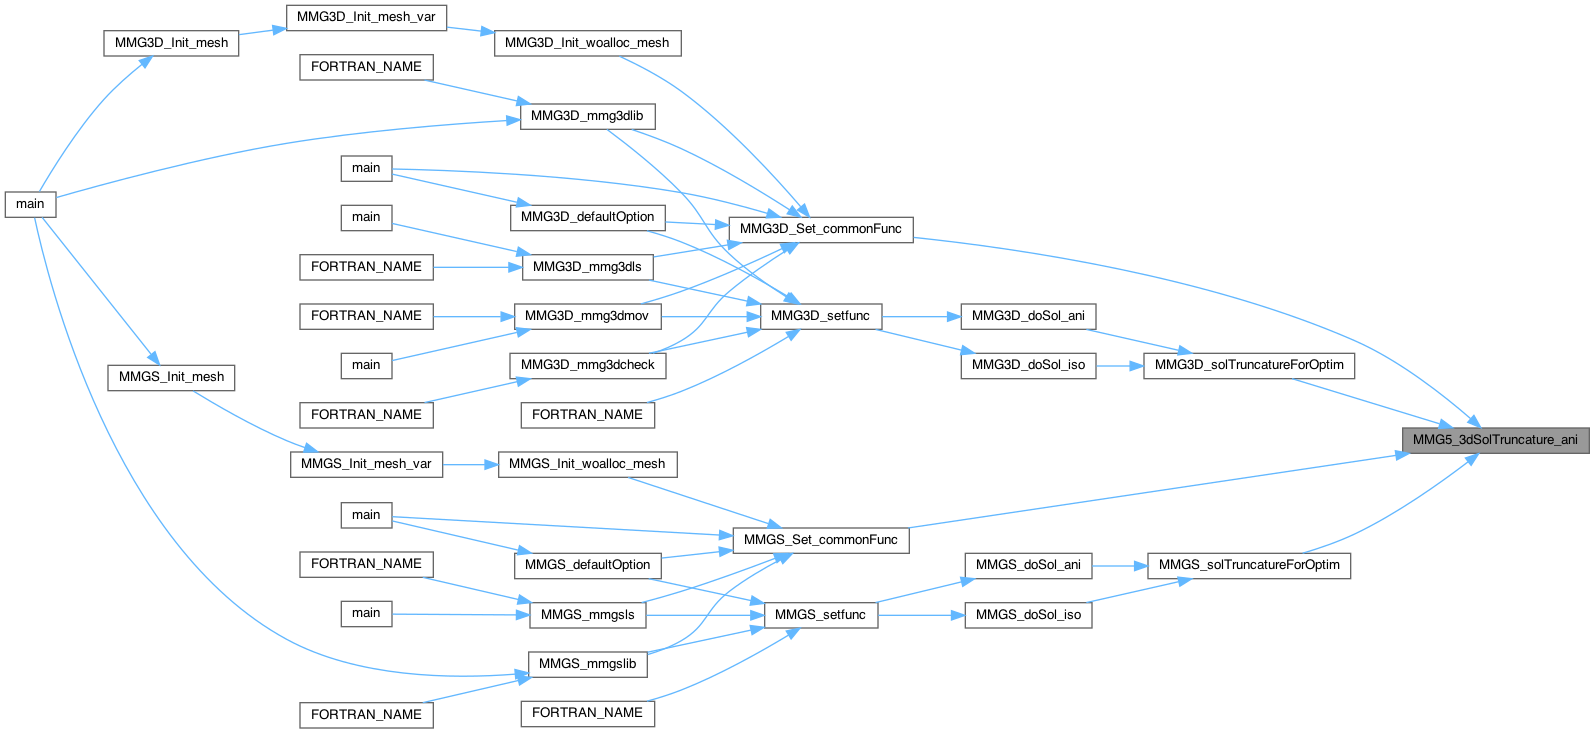 MMG3D_Init_mesh_var
MMG3D_Init_mesh
MMG3D_Init_woalloc_mesh
FORTRAN_NAME
MMG3D_mmg3dlib
main
MMG3D_defaultOption
main
main
MMG3D_Set_commonFunc
FORTRAN_NAME
MMG3D_mmg3dls
FORTRAN_NAME
MMG3D_mmg3dmov
MMG3D_setfunc
MMG3D_doSol_ani
main
MMG3D_mmg3dcheck
MMG3D_doSol_iso
MMG3D_solTruncatureForOptim
MMGS_Init_mesh
FORTRAN_NAME
FORTRAN_NAME
MMG5_3dSolTruncature_ani
MMGS_Init_mesh_var
MMGS_Init_woalloc_mesh
main
MMGS_Set_commonFunc
FORTRAN_NAME
MMGS_defaultOption
MMGS_doSol_ani
MMGS_solTruncatureForOptim
main
MMGS_mmgsls
MMGS_setfunc
MMGS_doSol_iso
MMGS_mmgslib
FORTRAN_NAME
FORTRAN_NAME